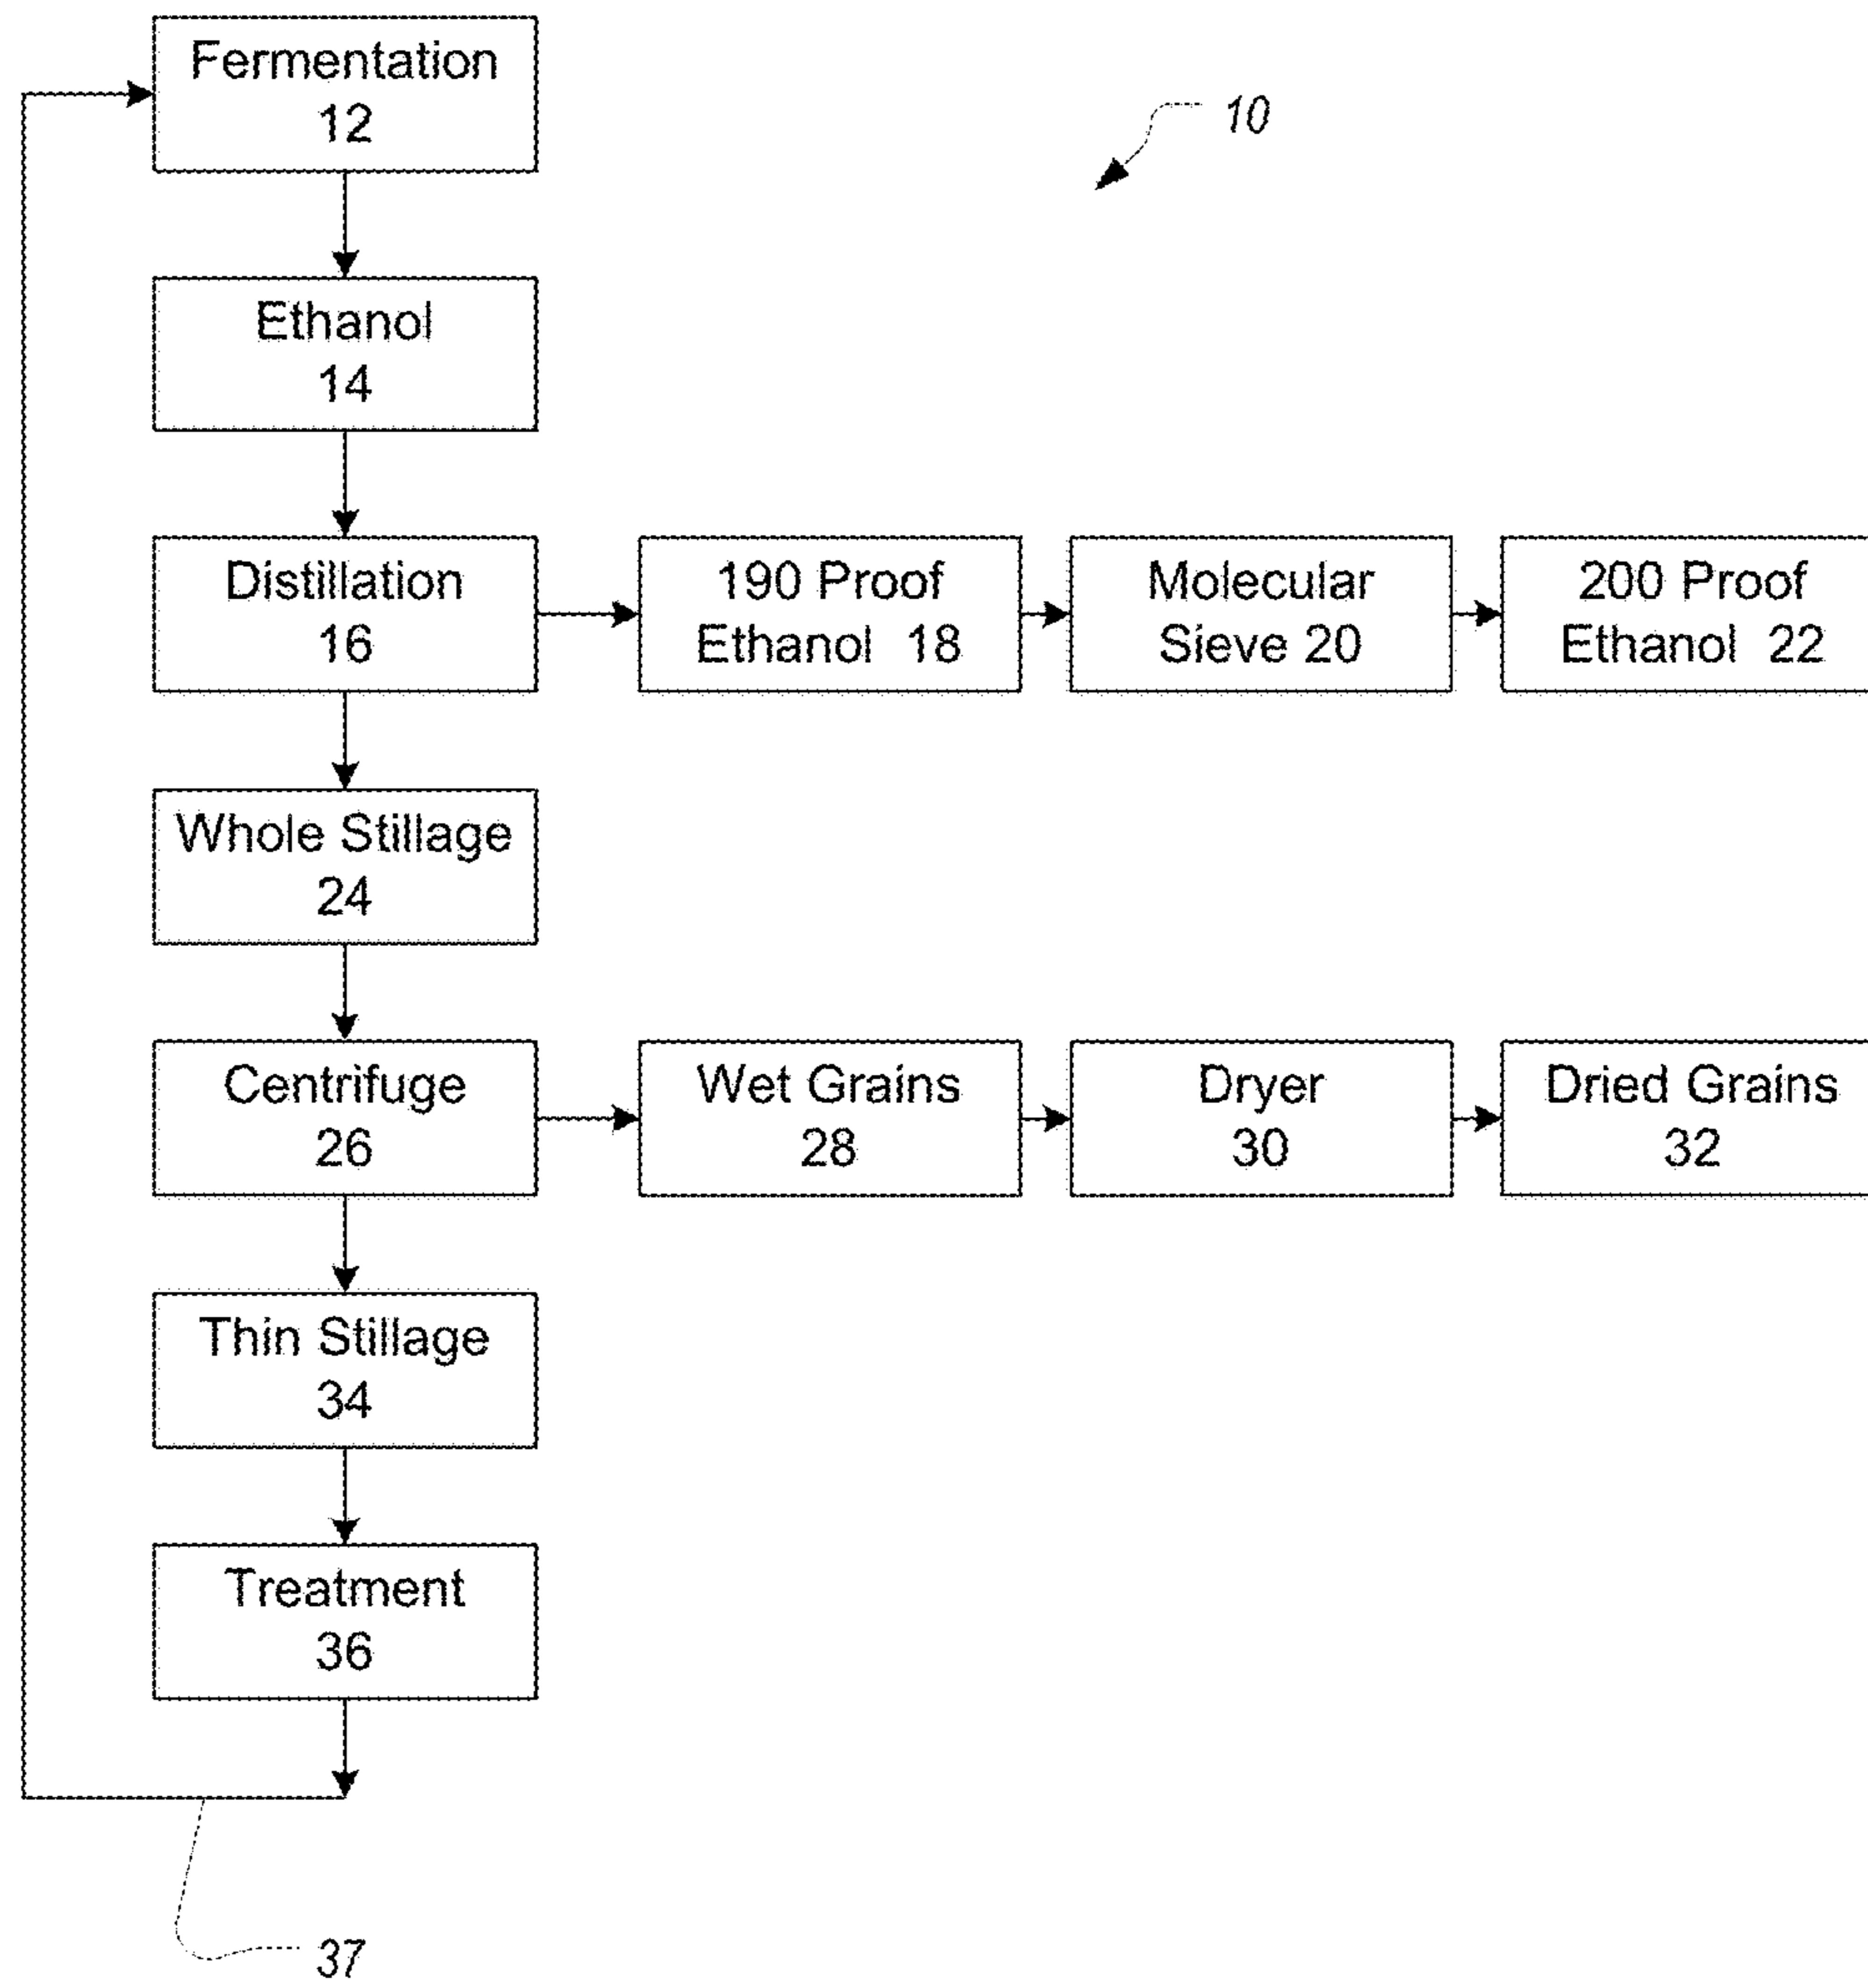 Fermentation
12
10
Ethanol
14
Distillation
16
190 Proof
Ethanol 18
Molecular
Sieve 20
200 Proof
Ethanol 22
Whole Stillage
24
Centrifuge
26
Wet Grains
28
Dryer
30
Dried Grains
32
Thin Stillage
34
Treatment
36
37